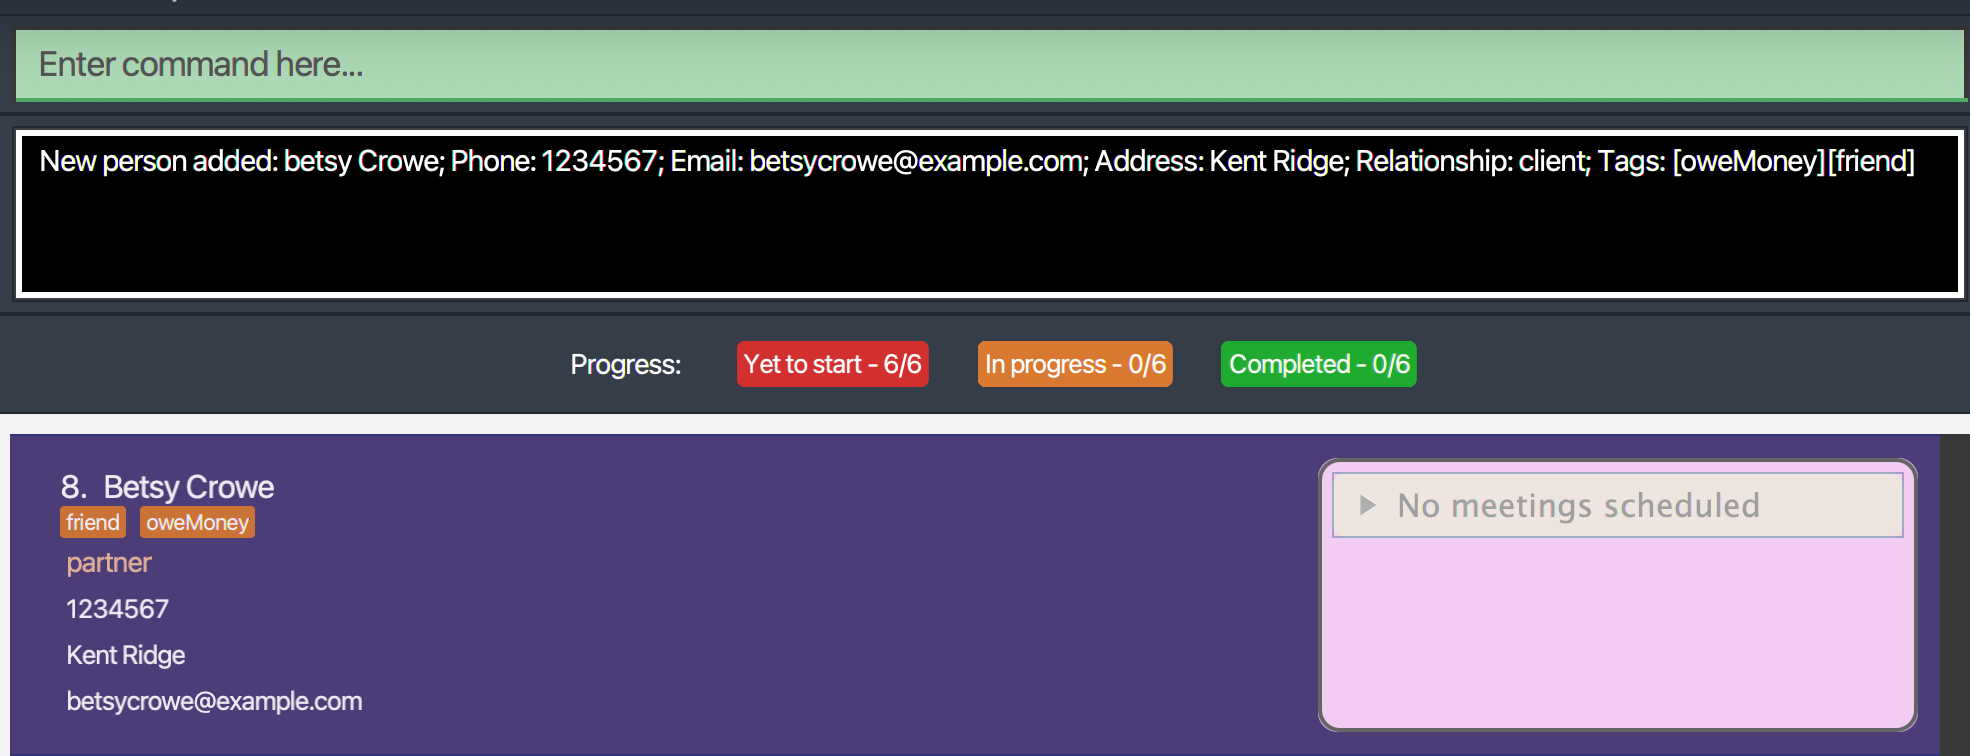 Enter command here...
New person added: betsy Crowe; Phone: 1234567; Email: betsycrowe@example.com; Address: Kent Ridge; Relationship: client; Tags: [oweMoney][friend]
Progress: Yet to start - 6/6 In progress - 0/6 Completed - 0/6
8. Betsy Crowe
friend oweMoney
partner
1234567
Kent Ridge
betsycrowe@example.com
No meetings scheduled